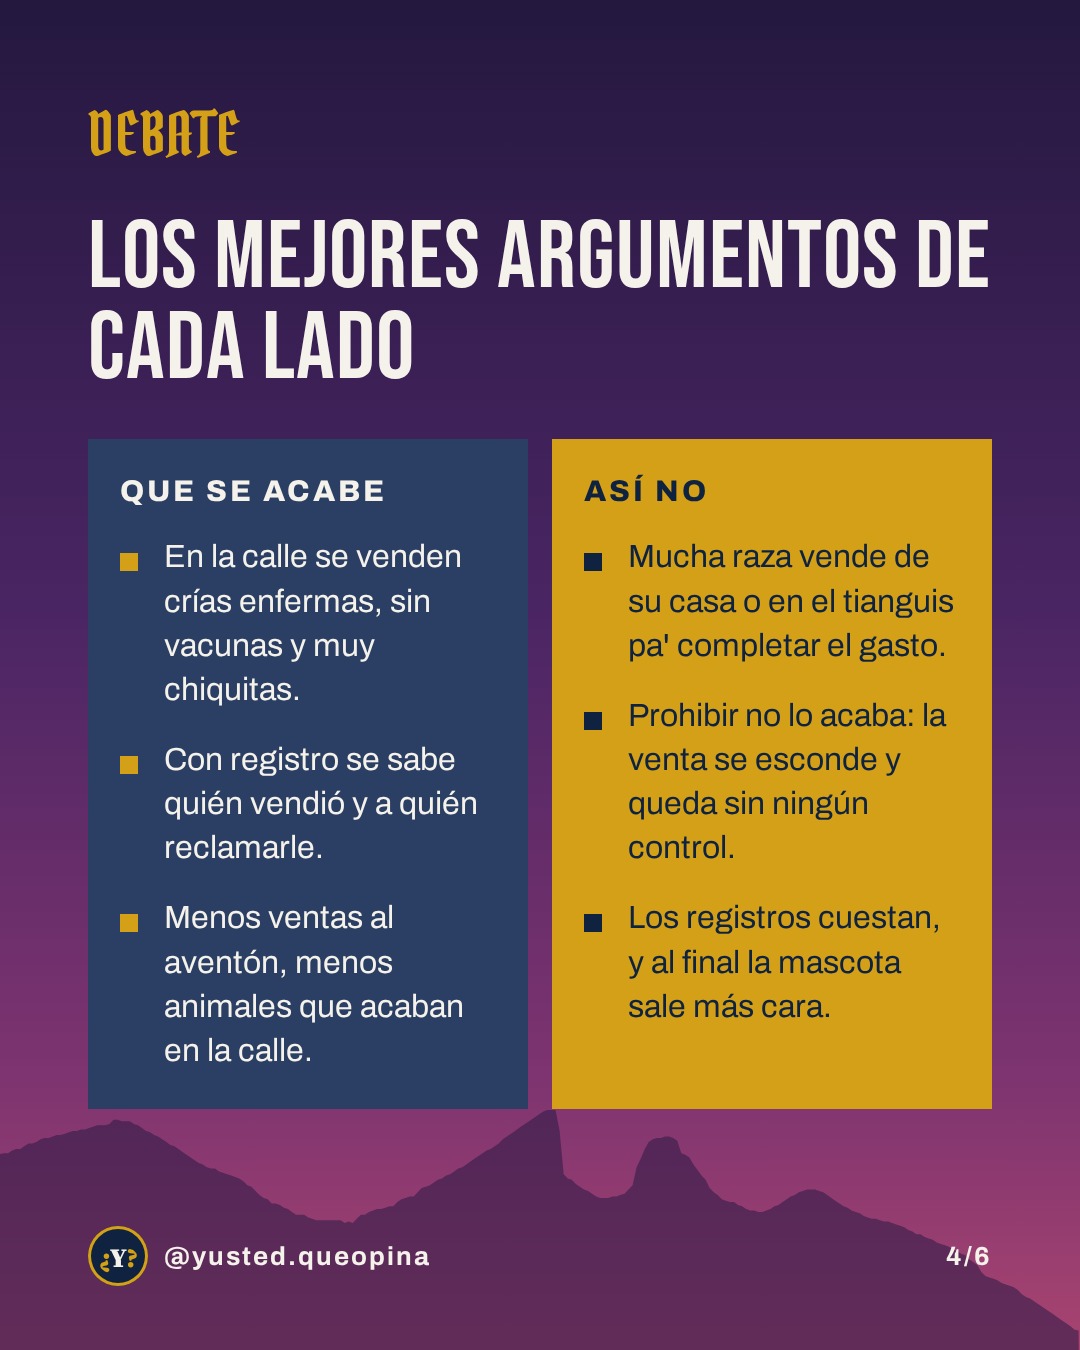 DEBATE
LOS MEJORES ARGUMENTOS DE
CADA LADO
QUE SE ACABE
En la calle se venden
crías enfermas, sin
vacunas y muy
chiquitas.
Con registro se sabe
quién vendió y a quién
reclamarle.
Menos ventas al
aventón, menos
animales que acaban
en la calle.
ASÍ NO
Mucha raza vende de
su casa o en el tianguis
pa' completar el gasto.
Prohibir no lo acaba: la
venta se esconde y
queda sin ningún
control.
Los registros cuestan,
y al final la mascota
sale más cara.
¿Y?
@yusted.queopina
4/6